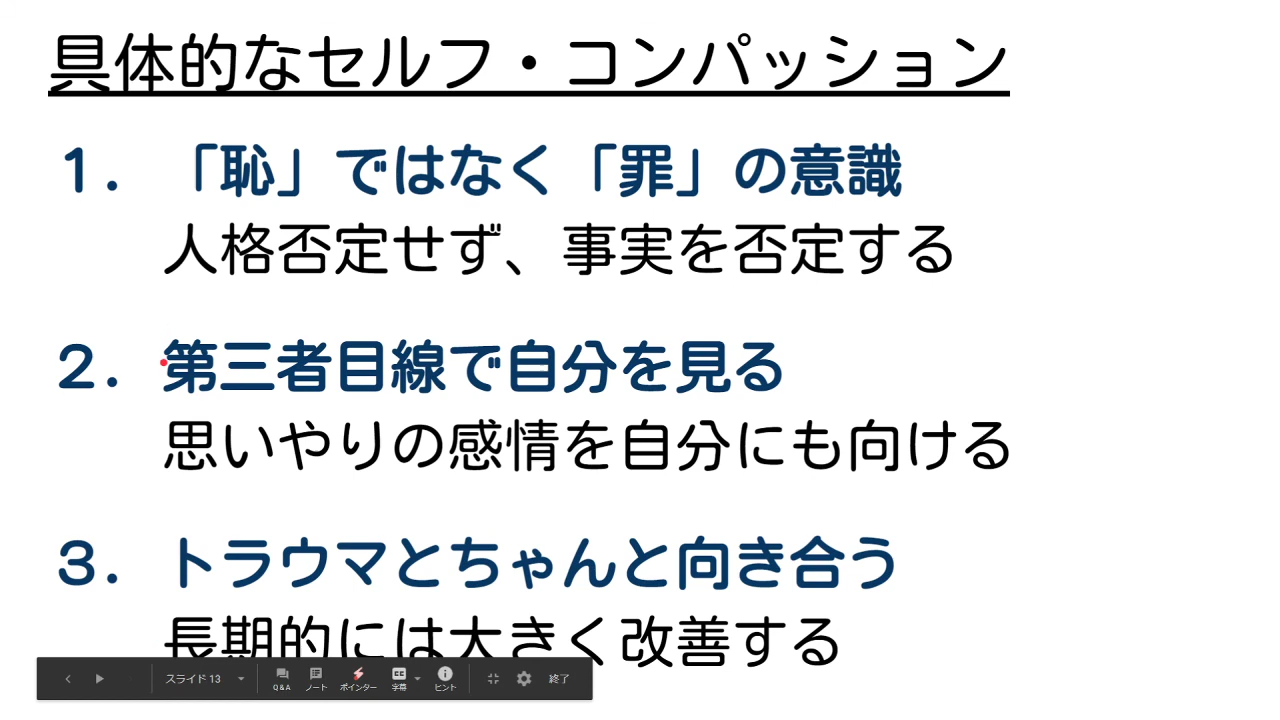 具体的なセルフ・コンパッション
１． 「恥」ではなく「罪」の意識
人格否定せず、事実を否定する
２． 第三者目線で自分を見る
思いやりの感情を自分にも向ける
３． トラウマとちゃんと向き合う
長期的には大きく改善する
スライド 13 Q&A ノート ポインター CC 字幕 ヒント 終了